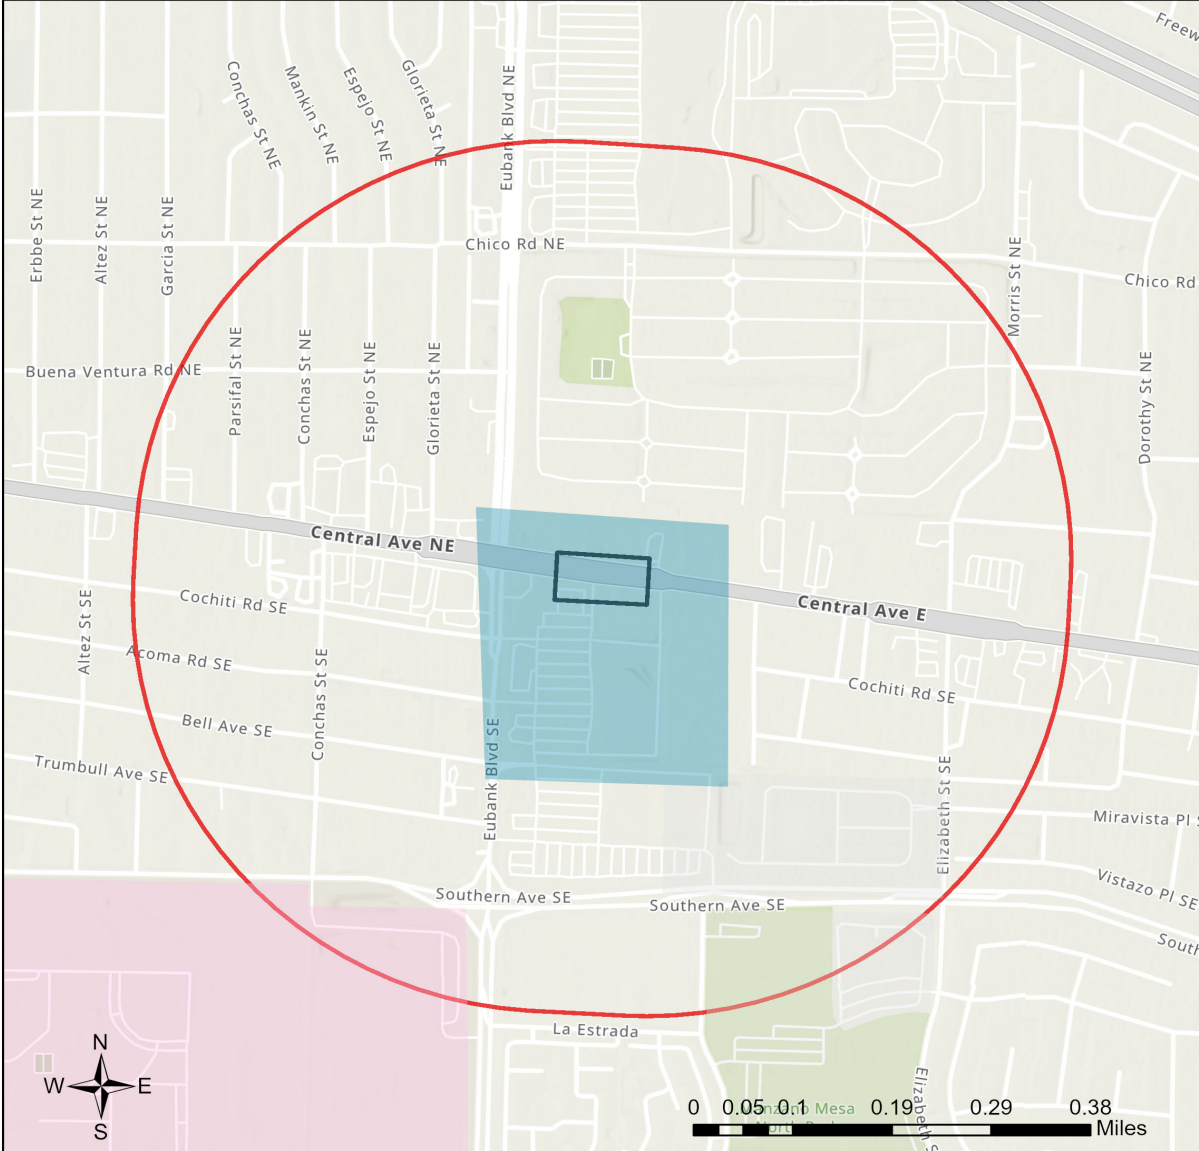 Freew
Conchas St NE
Mankin St NE
Espejo St NE
Glorieta St NE
Eubank Blvd NE
Erbbe St NE
Altez St NE
Garcia St NE
Chico Rd NE
Morris St NE
Chico Rd
Buena Ventura Rd NE
Parsifal St NE
Conchas St NE
Espejo St NE
Glorieta St NE
Dorothy St NE
Central Ave NE
Central Ave E
Altez St SE
Cochiti Rd SE
Acoma Rd SE
Conchas St SE
Cochiti Rd SE
Bell Ave SE
Eubank Blvd SE
Trumbull Ave SE
Elizabeth St SE
Miravista Pl S
Southern Ave SE
Southern Ave SE
Vistazo Pl SE
South
La Estrada
N
W
E
S
Elizabeth S
Manzano Mesa
North Park
0 0.05 0.1 0.19 0.29 0.38
Miles